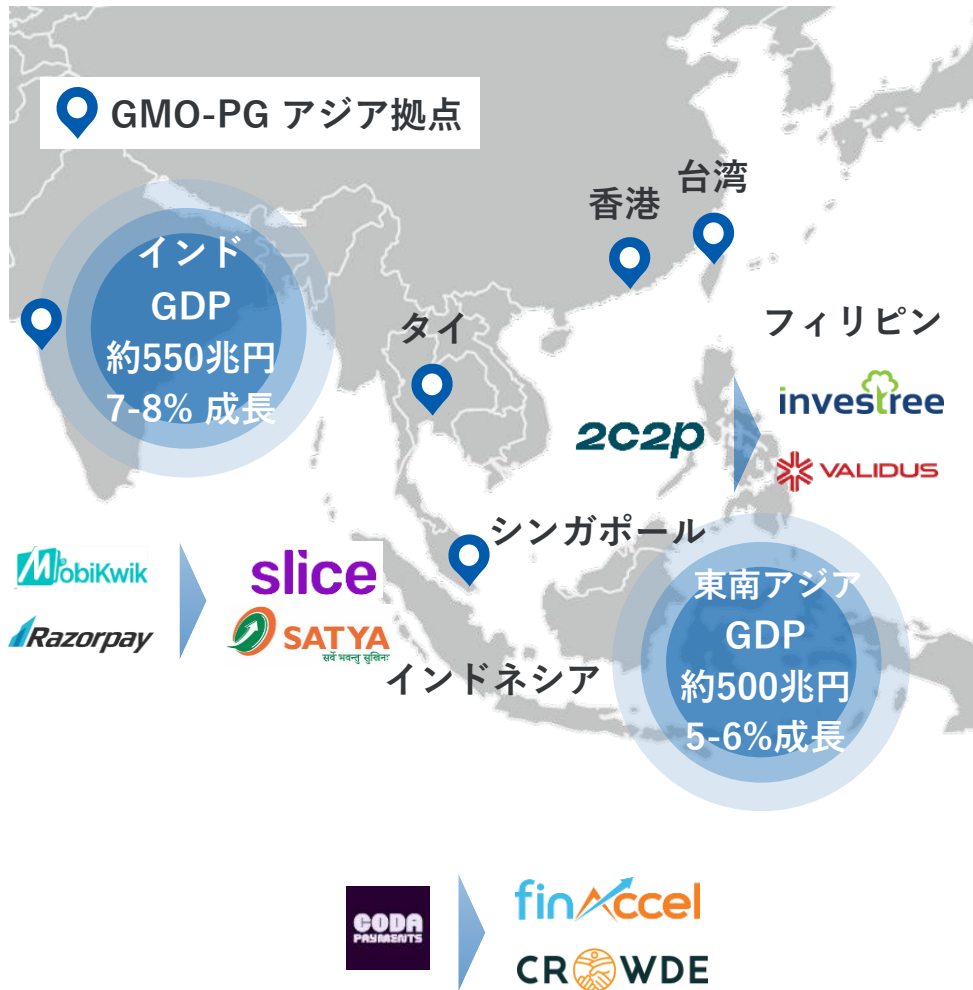 GMO-PG アジア拠点
台湾
香港
インド
GDP
約550兆円
7-8% 成長
タイ
フィリピン
investree
2c2p
VALIDUS
シンガポール
MobiKwik
slice
Razorpay
SATYA
सर्वे भवन्तु सुखिनः
インドネシア
東南アジア
GDP
約500兆円
5-6%成長
CODA
PAYMENTS
finAccel
CROWDE